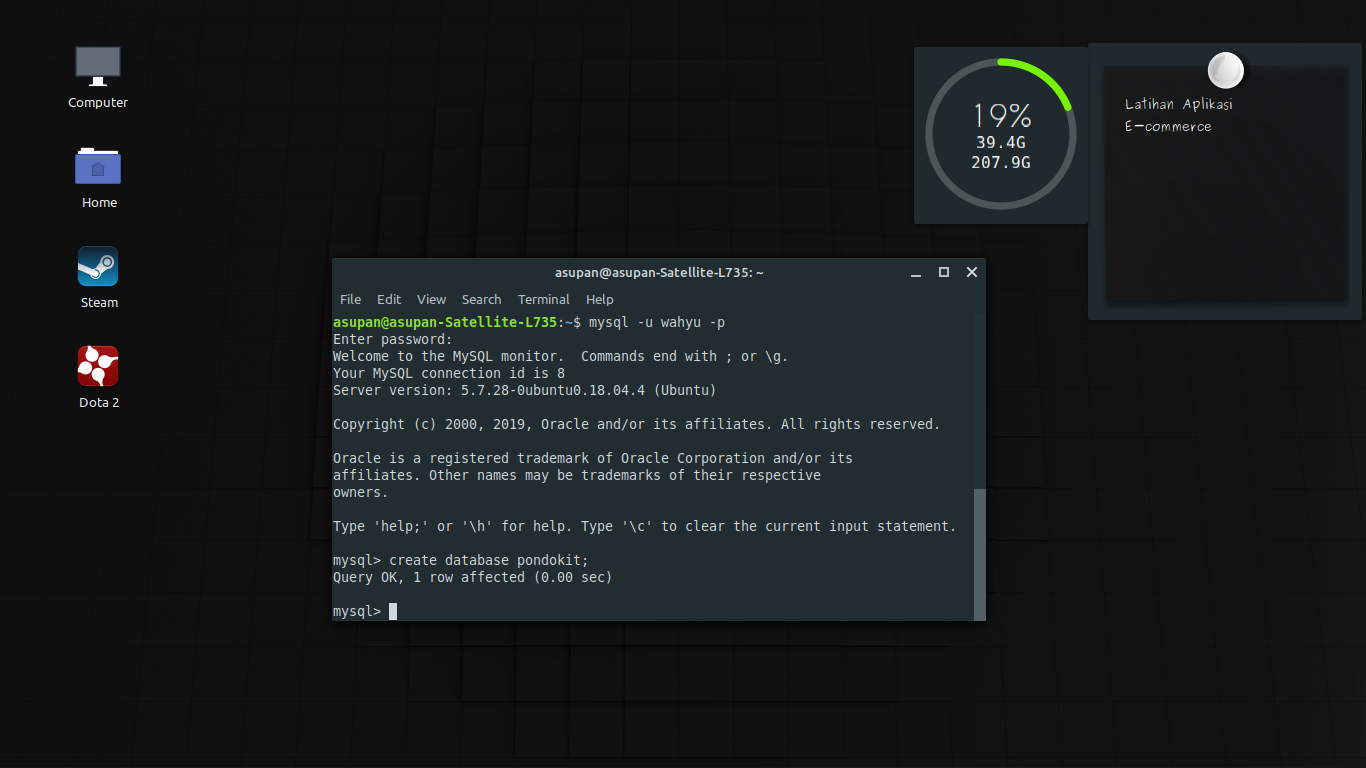 Computer
Home
Steam
Dota 2
19%
39.4G
207.9G
Latihan Aplikasi
E-commerce
asupan@asupan-Satellite-L735: ~
File Edit View Search Terminal Help
asupan@asupan-Satellite-L735:~$ mysql -u wahyu -p
Enter password:
Welcome to the MySQL monitor.  Commands end with ; or \g.
Your MySQL connection id is 8
Server version: 5.7.28-0ubuntu0.18.04.4 (Ubuntu)
Copyright (c) 2000, 2019, Oracle and/or its affiliates. All rights reserved.
Oracle is a registered trademark of Oracle Corporation and/or its
affiliates. Other names may be trademarks of their respective
owners.
Type 'help;' or '\h' for help. Type '\c' to clear the current input statement.
mysql> create database pondokit;
Query OK, 1 row affected (0.00 sec)
mysql>